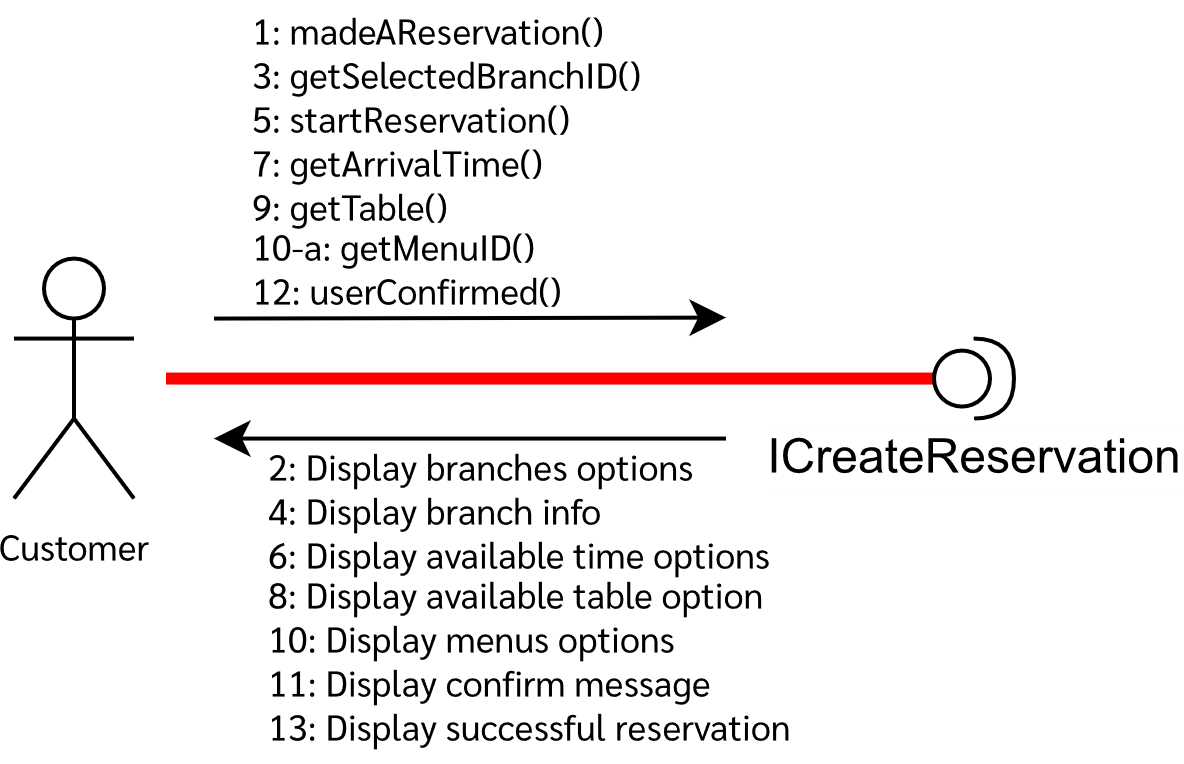 1: madeAReservation()
3: getSelectedBranchID()
5: startReservation()
7: getArrivalTime()
9: getTable()
10-a: getMenuID()
12: userConfirmed()
ICreateReservation
2: Display branches options
4: Display branch info
6: Display available time options
8: Display available table option
10: Display menus options
11: Display confirm message
13: Display successful reservation
Customer